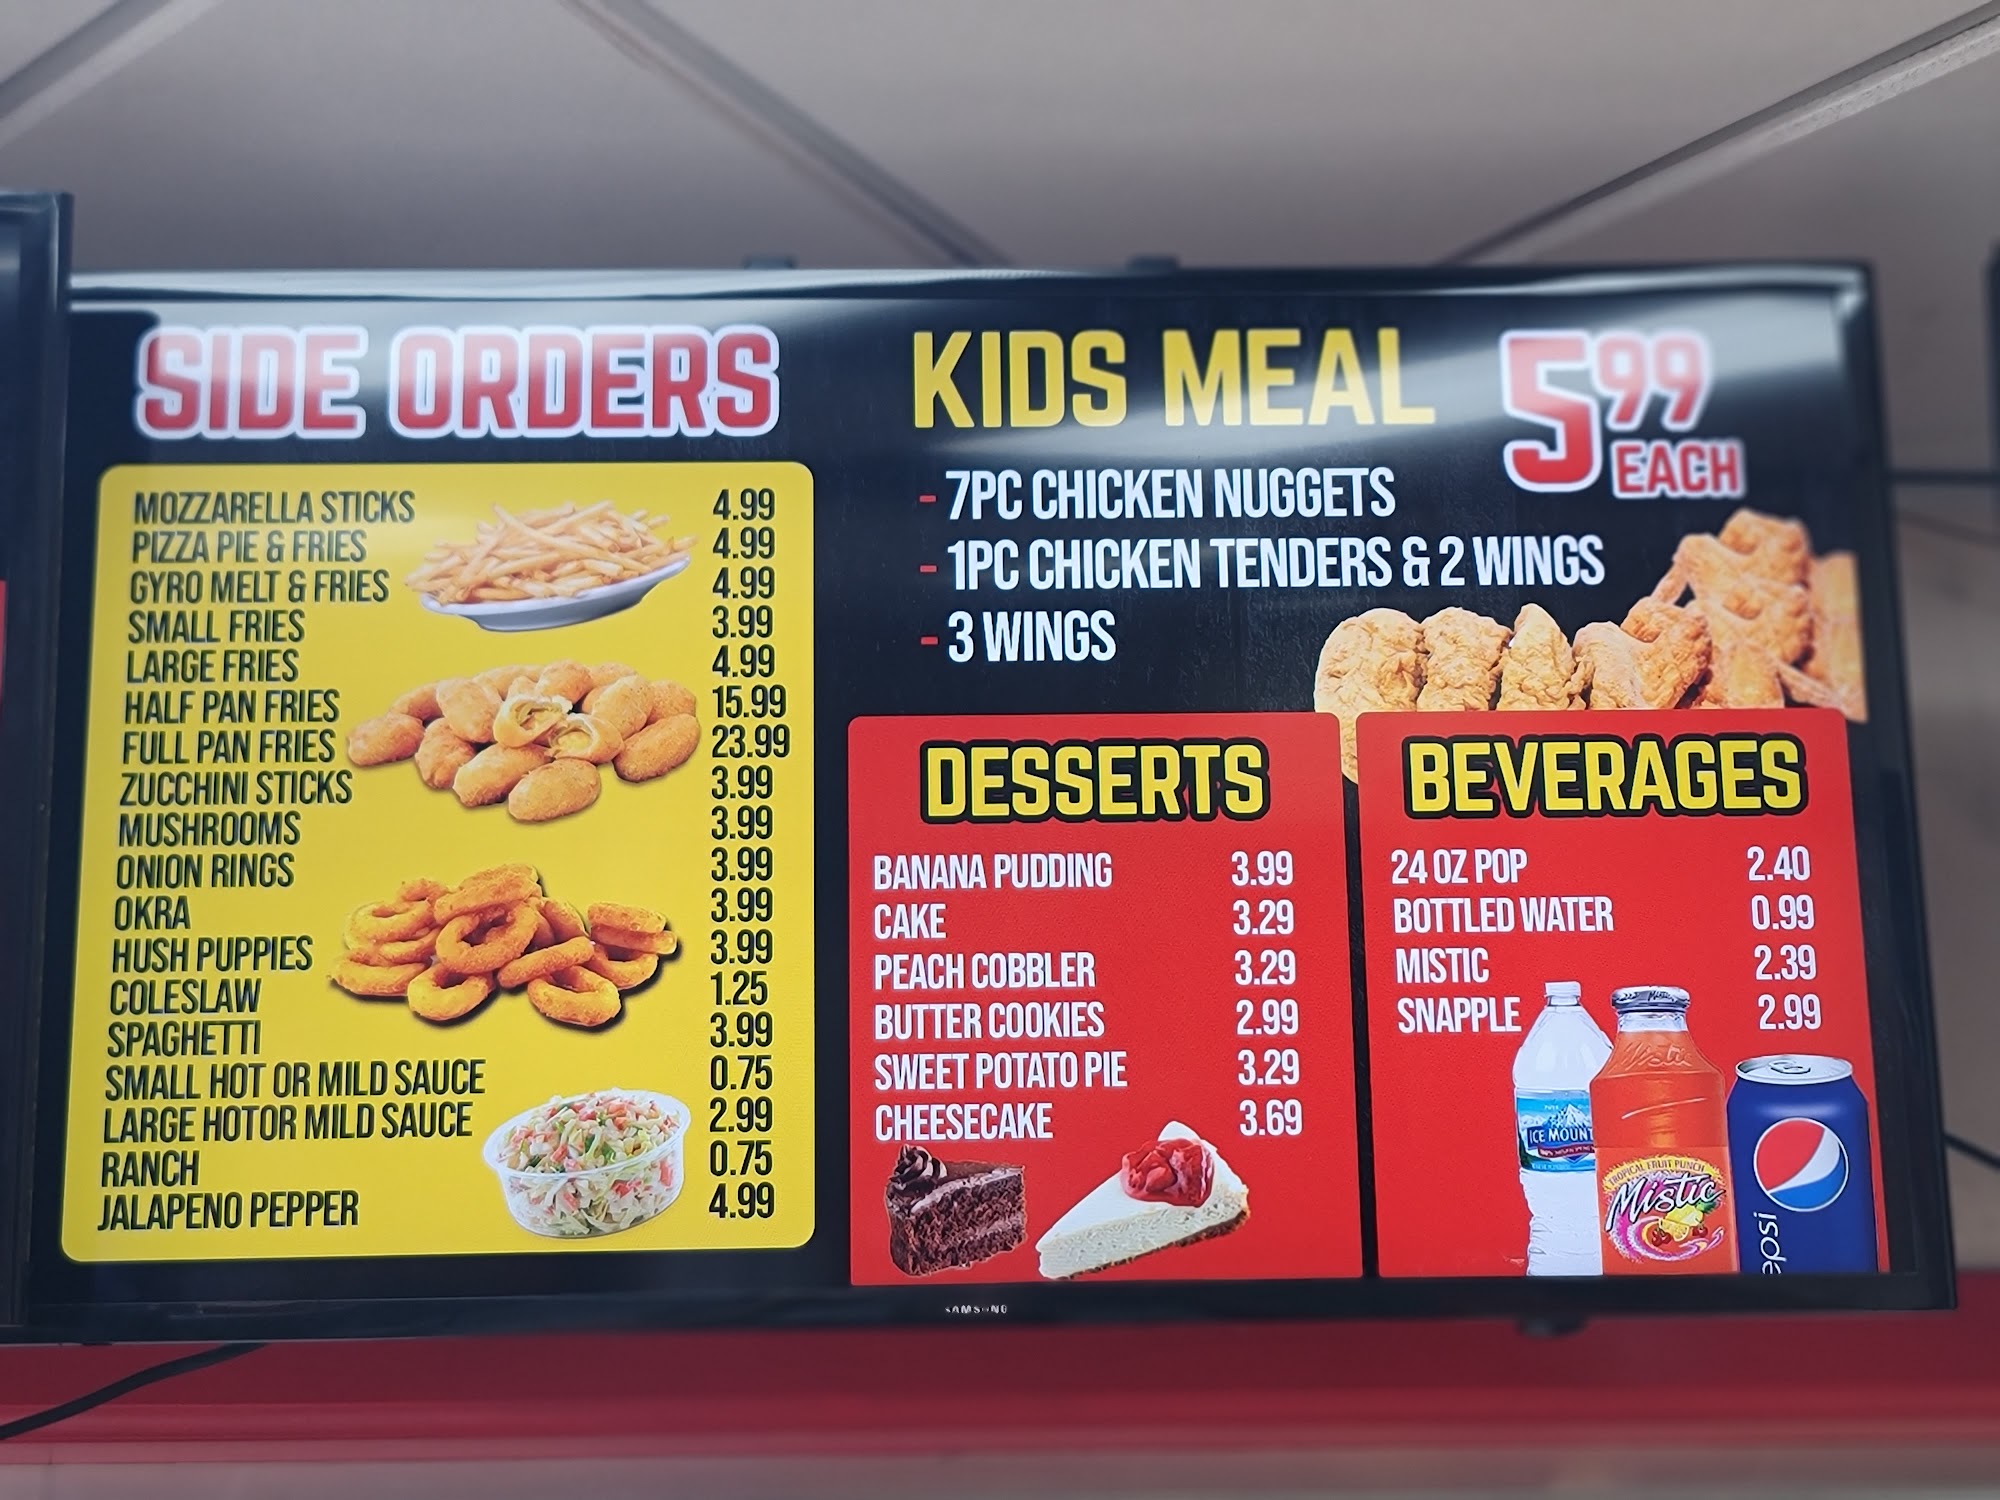 SIDE ORDERS
MOZZARELLA STICKS 4.99
PIZZA PIE & FRIES 4.99
GYRO MELT & FRIES 4.99
SMALL FRIES 3.99
LARGE FRIES 4.99
HALF PAN FRIES 15.99
FULL PAN FRIES 23.99
ZUCCHINI STICKS 3.99
MUSHROOMS 3.99
ONION RINGS 3.99
OKRA 3.99
HUSH PUPPIES 3.99
COLESLAW 1.25
SPAGHETTI 3.99
SMALL HOT OR MILD SAUCE 0.75
LARGE HOTOR MILD SAUCE 2.99
RANCH 0.75
JALAPENO PEPPER 4.99
KIDS MEAL 5 99 EACH
- 7PC CHICKEN NUGGETS
- 1PC CHICKEN TENDERS & 2 WINGS
- 3 WINGS
DESSERTS
BANANA PUDDING 3.99
CAKE 3.29
PEACH COBBLER 3.29
BUTTER COOKIES 2.99
SWEET POTATO PIE 3.29
CHEESECAKE 3.69
BEVERAGES
24 OZ POP 2.40
BOTTLED WATER 0.99
MISTIC 2.39
SNAPPLE 2.99
ICE MOUNT
Mistic
TROPICAL FRUIT PUNCH
Mistic
epsi
SAMSUNG